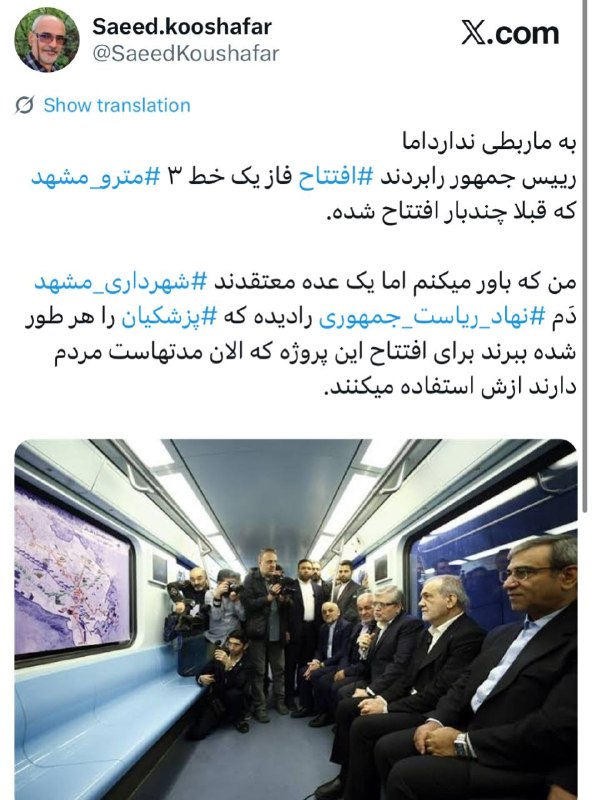 Saeed.kooshafar
@SaeedKoushafar
X.com
Show translation
به ماربطی ندارداما
رییس جمهور رابردند #افتتاح فاز یک خط ۳ #مترو_مشهد
که قبلا چندبار افتتاح شده.
من که باور میکنم اما یک عده معتقدند #شهرداری_مشهد
دَم #نهاد_ریاست_جمهوری رادیده که #پزشکیان را هر طور
شده ببرند برای افتتاح این پروژه که الان مدتهاست مردم
دارند ازش استفاده میکنند.